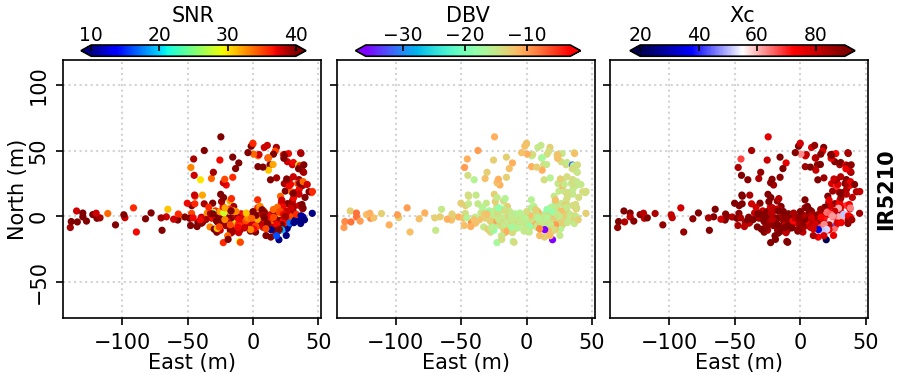 SNR DBV Xc
10 20 30 40 −30 −20 −10 20 40 60 80
100
50
0
−50
North (m)
IR5210
−100 −50 0 50 −100 −50 0 50 −100 −50 0 50
East (m) East (m) East (m)